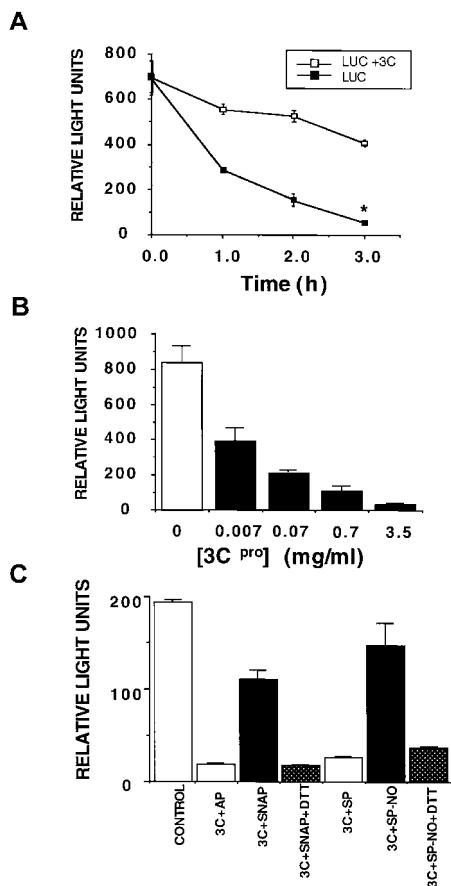 A
RELATIVE LIGHT UNITS
800
600
400
200
0
LUC +3C
LUC
*
0.0 1.0 2.0 3.0
Time (h)
B
RELATIVE LIGHT UNITS
1000
800
600
400
200
0
0 0.007 0.07 0.7 3.5
[3C pro] (mg/ml)
C
RELATIVE LIGHT UNITS
200
100
0
CONTROL
3C+AP
3C+SNAP
3C+SNAP+DTT
3C+SP
3C+SP-NO
3C+SP-NO+DTT